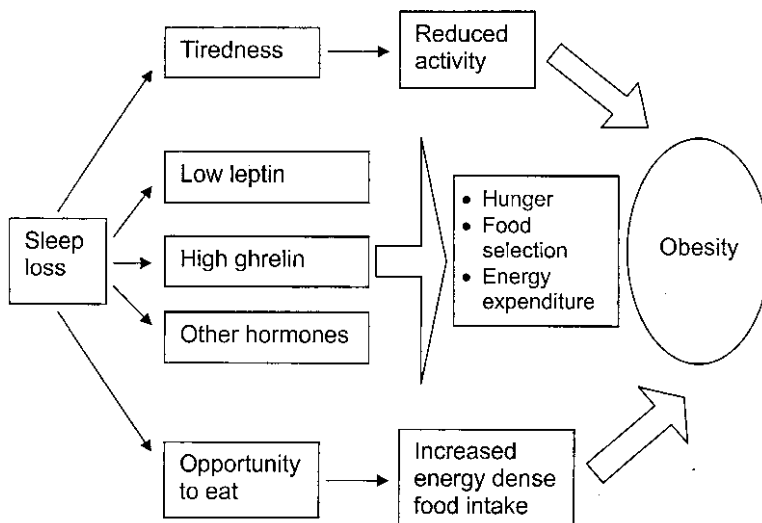 Tiredness
Reduced
activity
Low leptin
Sleep
loss
High ghrelin
Other hormones
• Hunger
• Food
selection
• Energy
expenditure
Obesity
Opportunity
to eat
Increased
energy dense
food intake